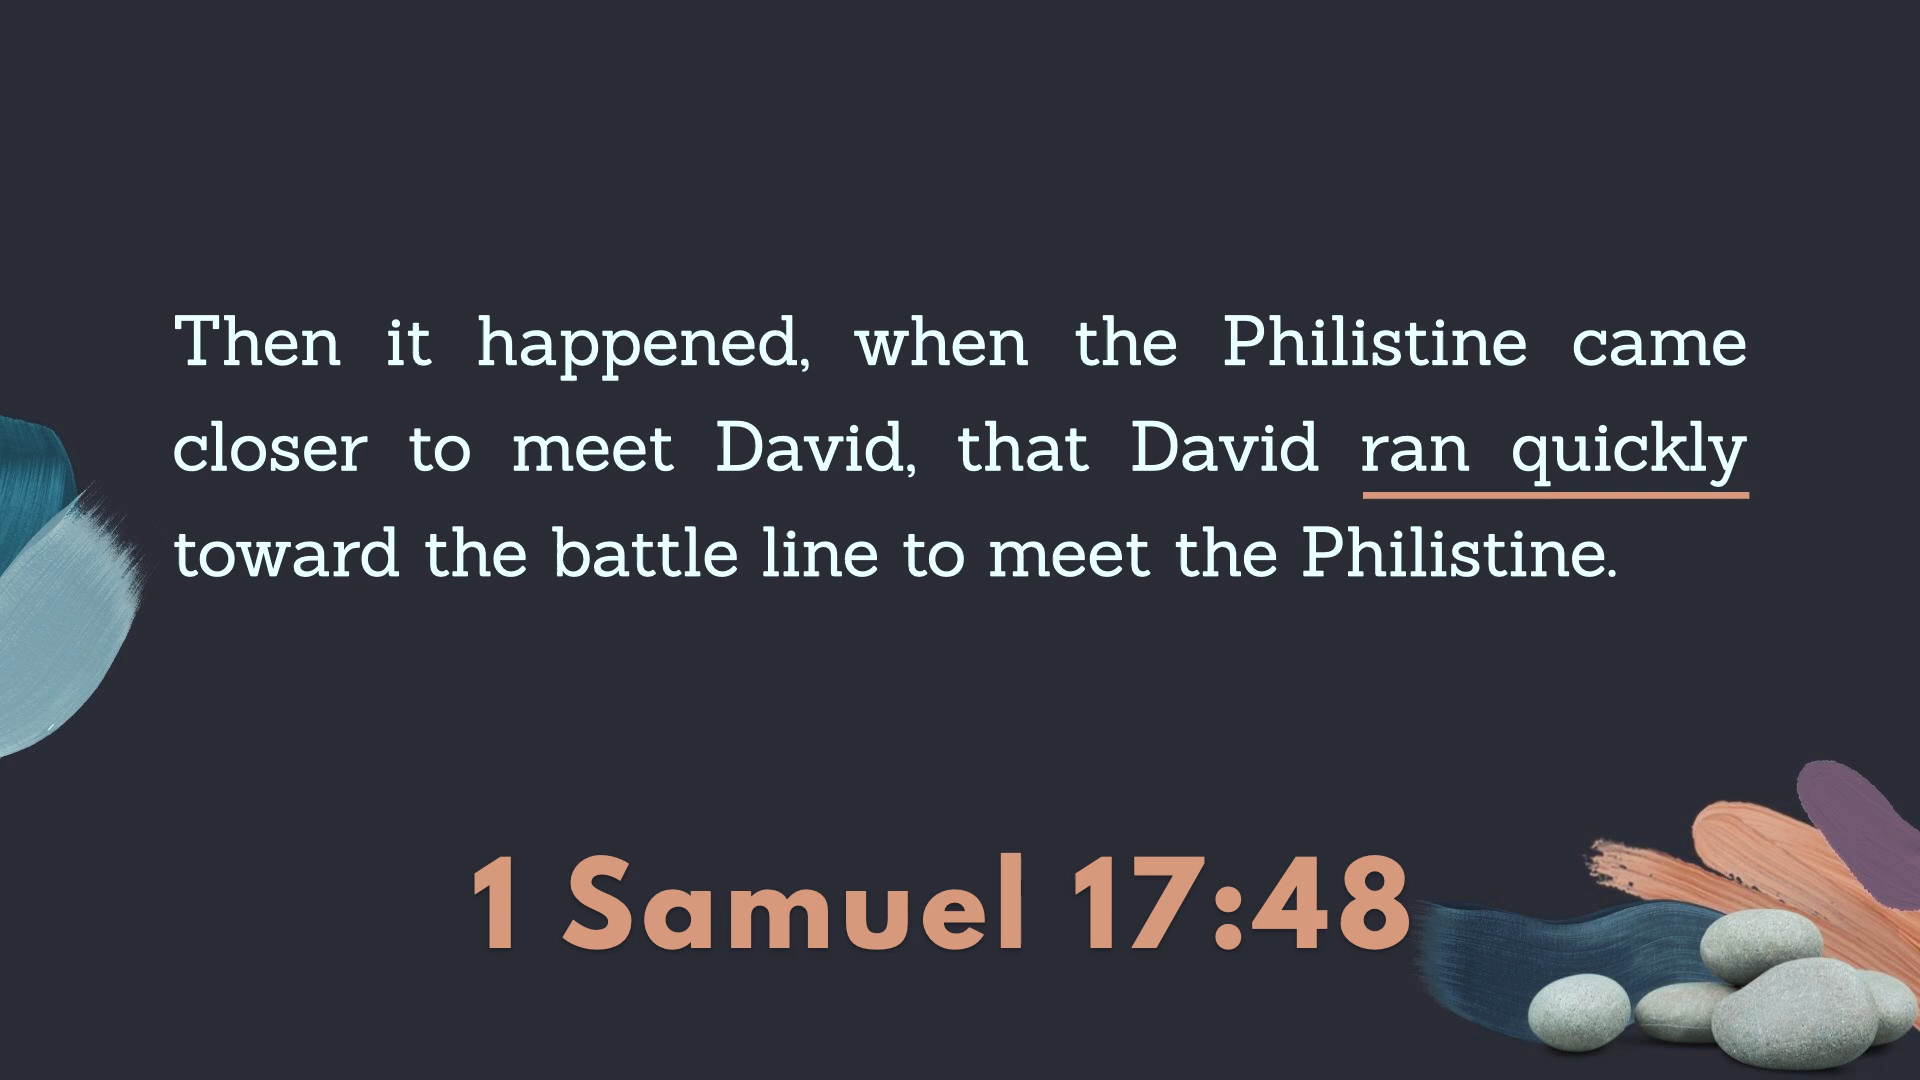 Then it happened, when the Philistine came
closer to meet David, that David ran quickly
toward the battle line to meet the Philistine.
1 Samuel 17:48